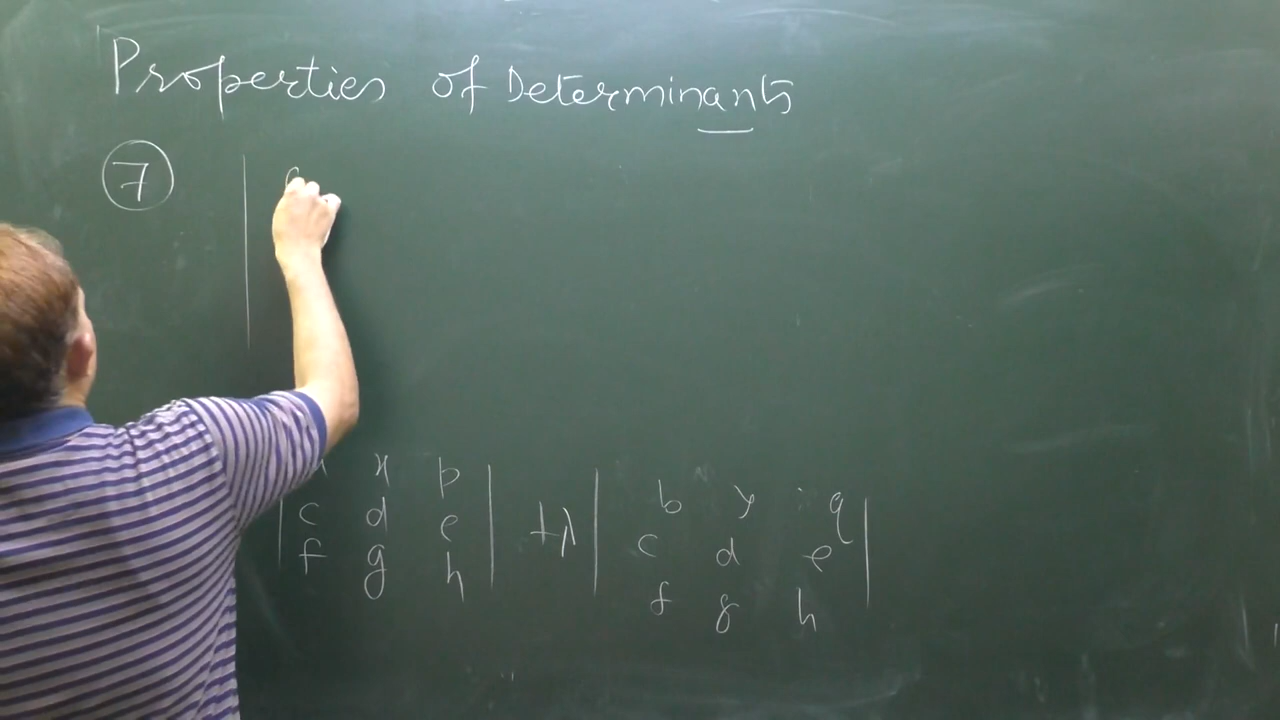 Properties of Determinants
7
x p b y q
c d e +λ c d e
f g h f g h